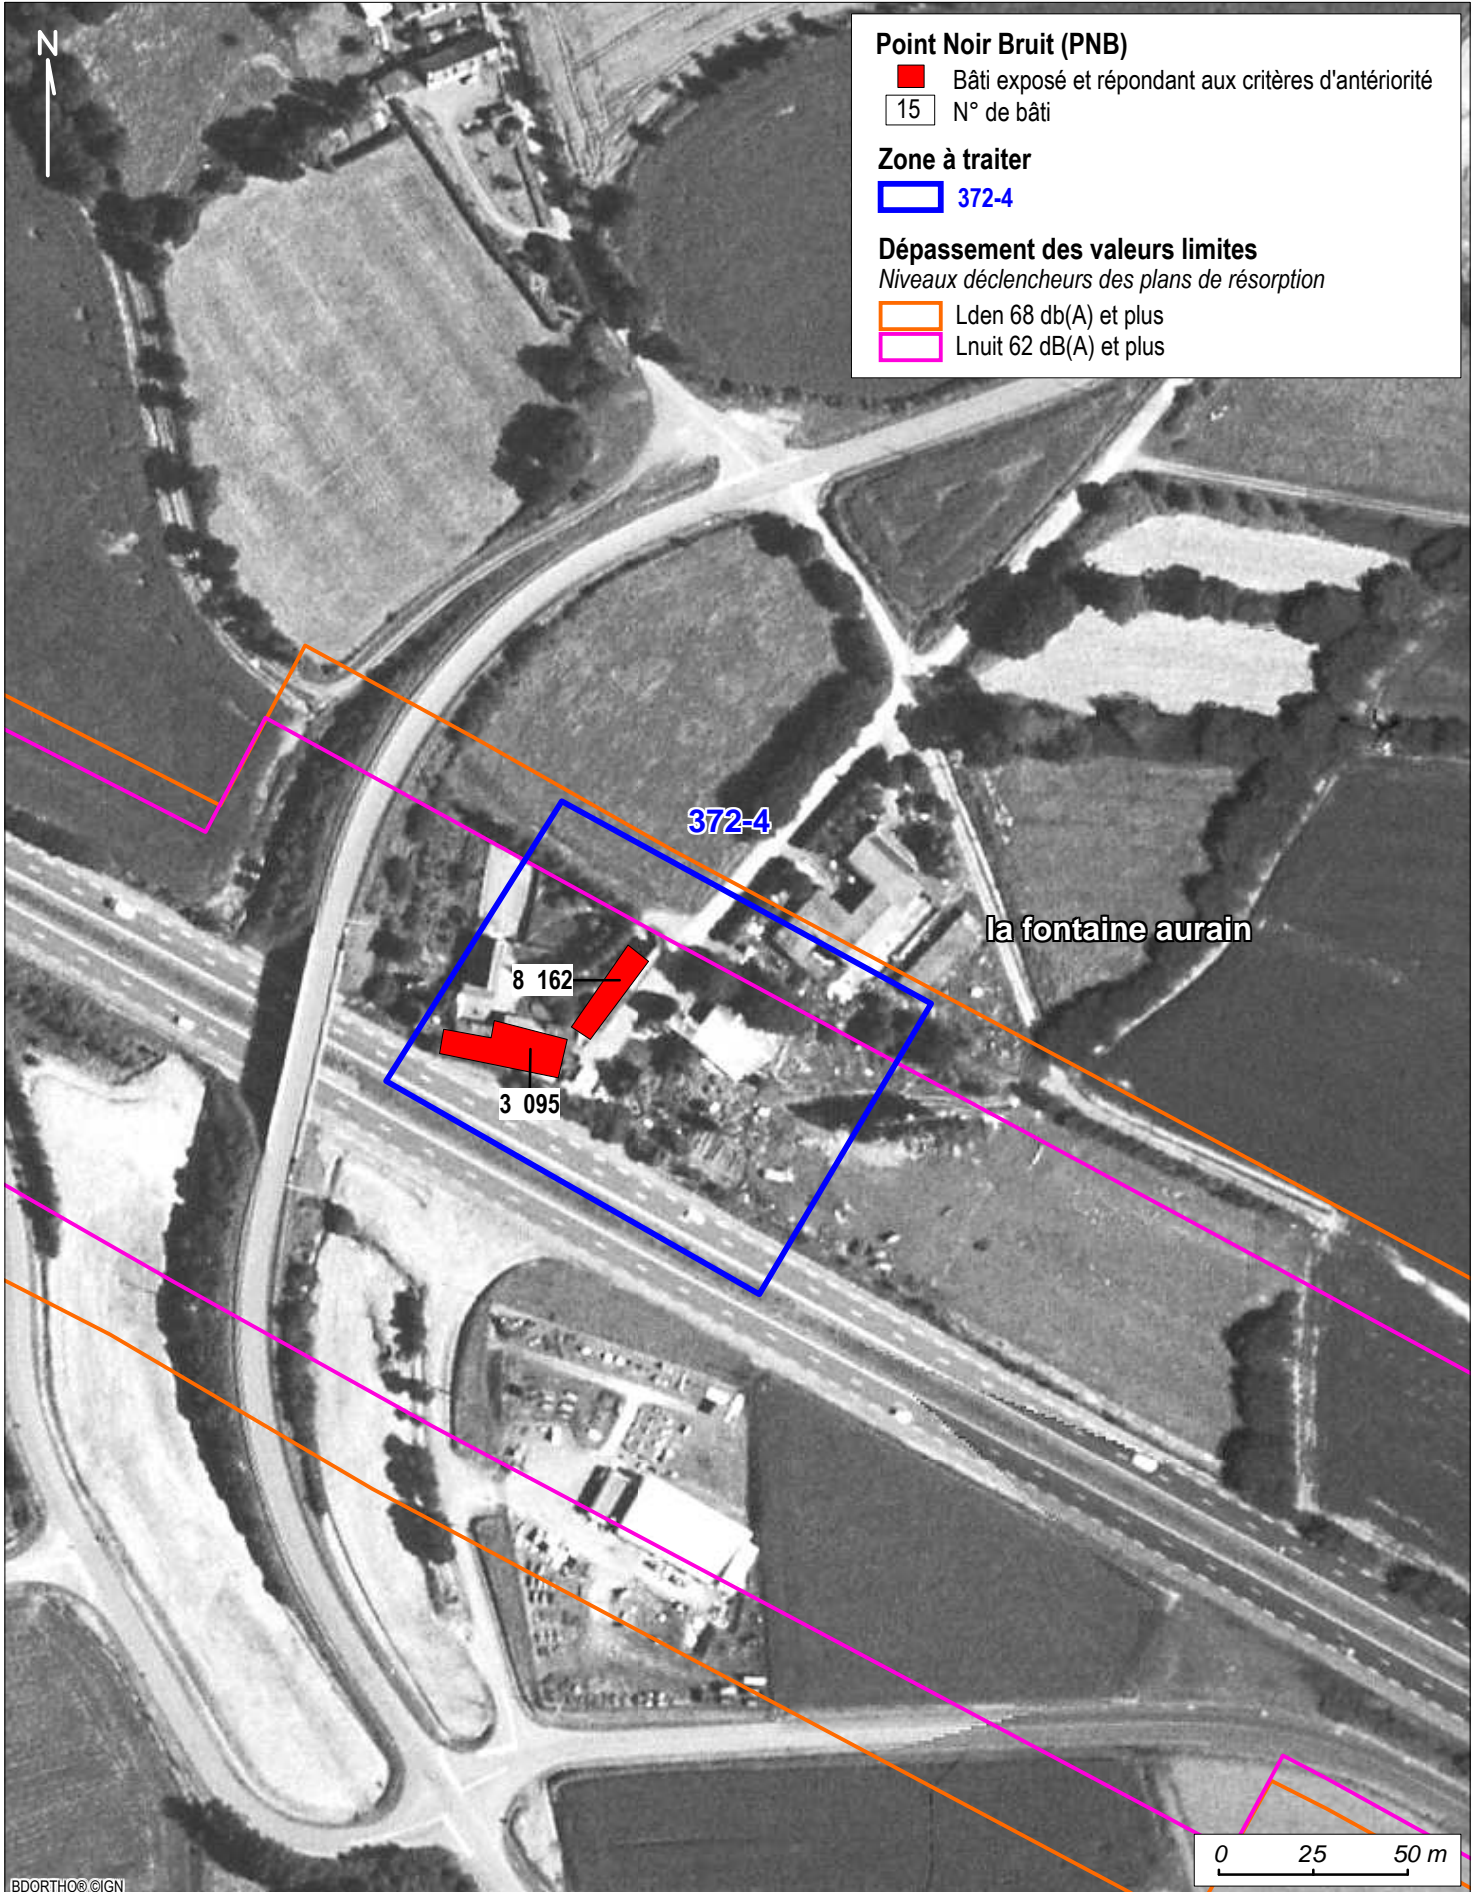 N
Point Noir Bruit (PNB)
Bâti exposé et répondant aux critères d'antériorité
15 N° de bâti
Zone à traiter
372-4
Dépassement des valeurs limites
Niveaux déclencheurs des plans de résorption
Lden 68 db(A) et plus
Lnuit 62 dB(A) et plus
372-4
la fontaine aurain
8 162
3 095
0 25 50 m
BDORTHO® ©IGN